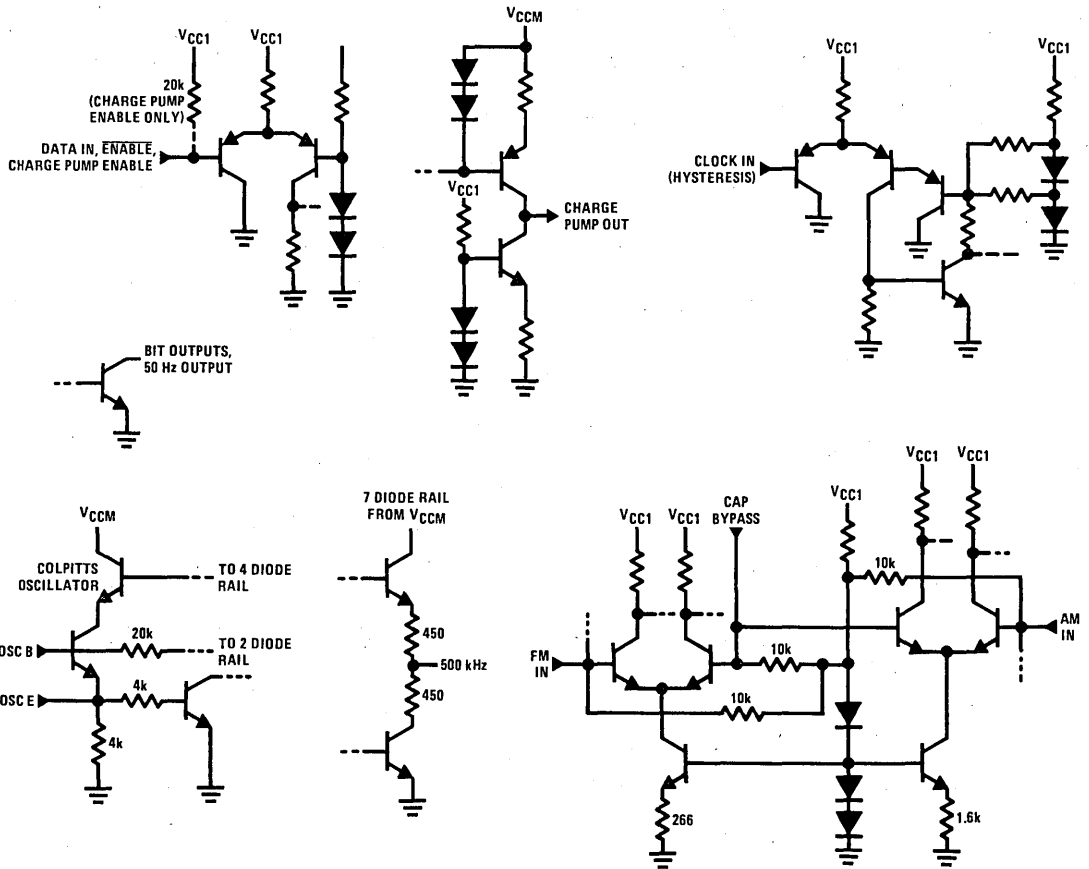 VCC1
VCC1
20k
(CHARGE PUMP
ENABLE ONLY)
DATA IN, ENABLE,
CHARGE PUMP ENABLE
VCCM
VCC1
CHARGE
PUMP OUT
VCC1
VCC1
CLOCK IN
(HYSTERESIS)
BIT OUTPUTS,
50 Hz OUTPUT
VCCM
COLPITTS
OSCILLATOR
TO 4 DIODE
RAIL
OSC B
20k
TO 2 DIODE
RAIL
OSC E
4k
4k
7 DIODE RAIL
FROM VCCM
450
500 kHz
450
VCC1
VCC1
CAP
BYPASS
VCC1
VCC1
VCC1
10k
FM
IN
10k
10k
AM
IN
266
1.6k